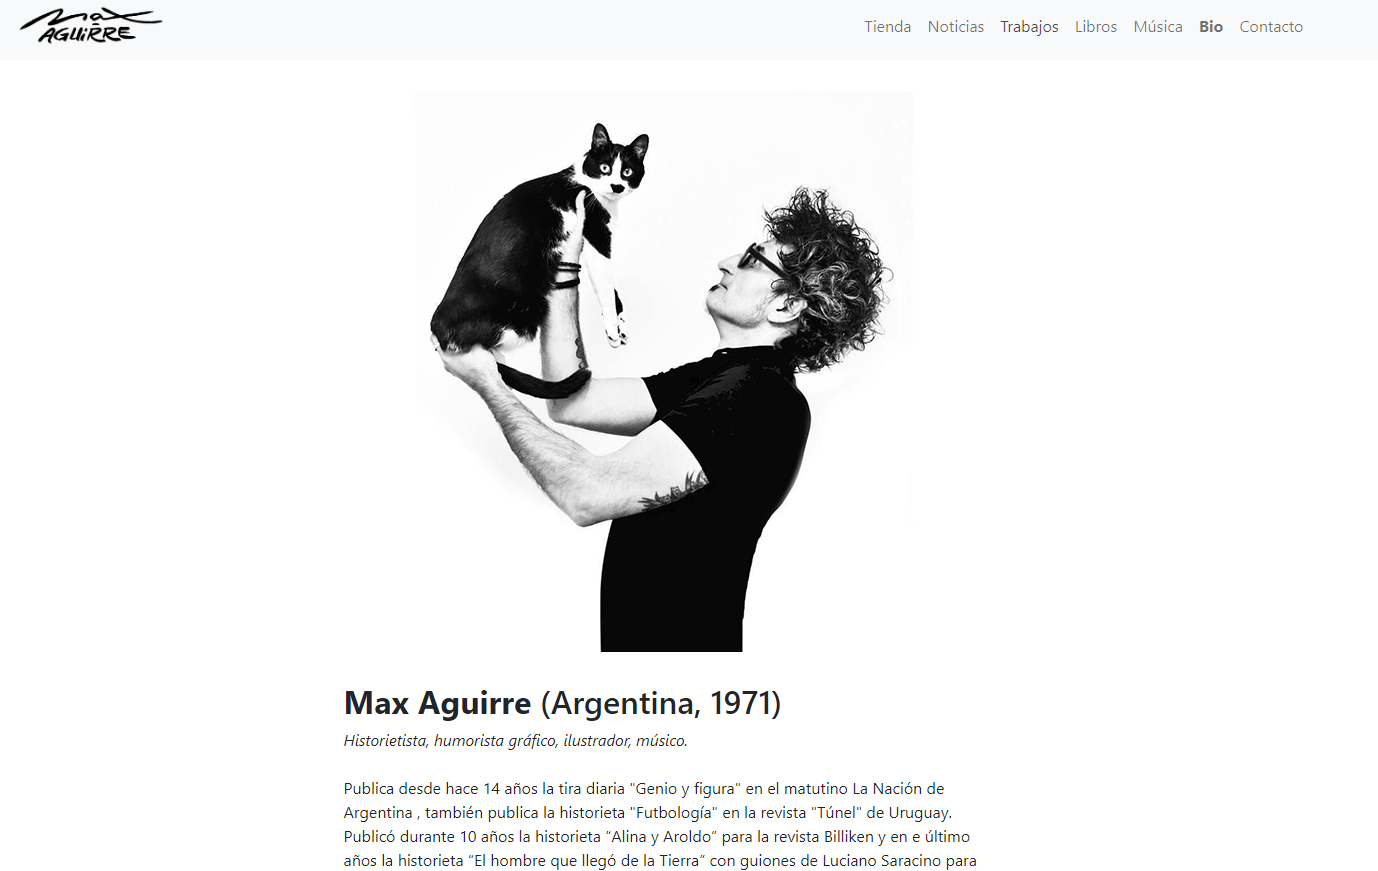 Max
AGUIRRE
Tienda Noticias Trabajos Libros Música Bio Contacto
Max Aguirre (Argentina, 1971)
Historietista, humorista gráfico, ilustrador, músico.
Publica desde hace 14 años la tira diaria "Genio y figura" en el matutino La Nación de
Argentina , también publica la historieta "Futbología" en la revista "Túnel" de Uruguay.
Publicó durante 10 años la historieta “Alina y Aroldo” para la revista Billiken y en e último
años la historieta “El hombre que llegó de la Tierra” con guiones de Luciano Saracino para